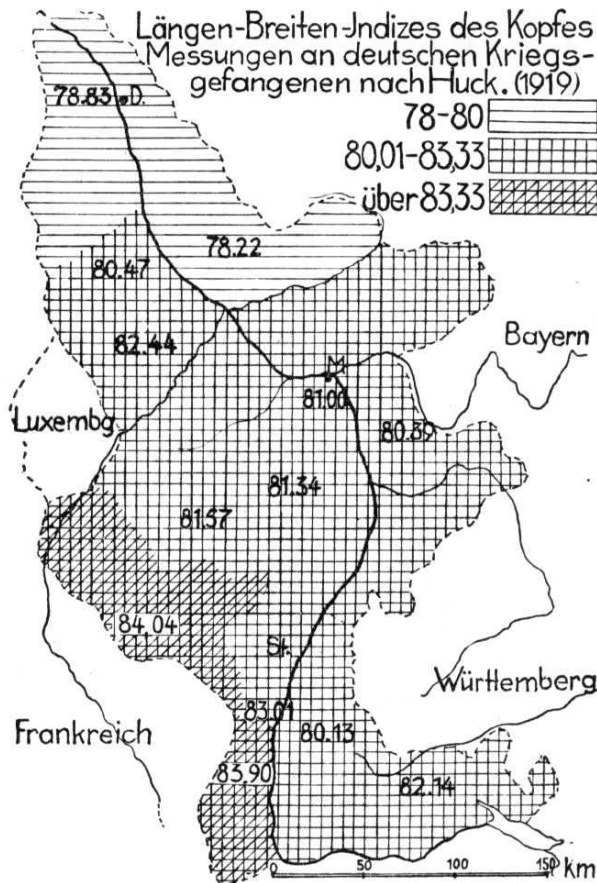 Längen-Breiten-Indizes des Kopfes
Messungen an deutschen Kriegs-
gefangenen nach Huck. (1919)
78-80
80,01-83,33
über 83,33
78.83 D.
78.22
80.47
82.44
Bayern
M
81.00
Luxembg
80.39
81.34
81.57
84,04
St.
Württemberg
83.01
Frankreich
80.13
83,90
82.14
0 50 100 150 km